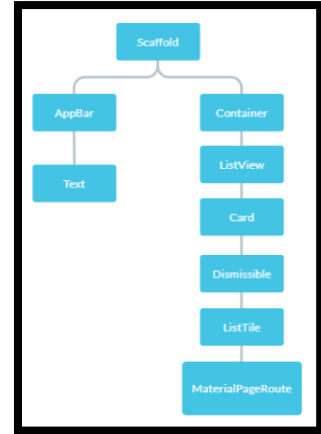 Scaffold
AppBar
Container
Text
ListView
Card
Dismissible
ListTile
MaterialPageRoute